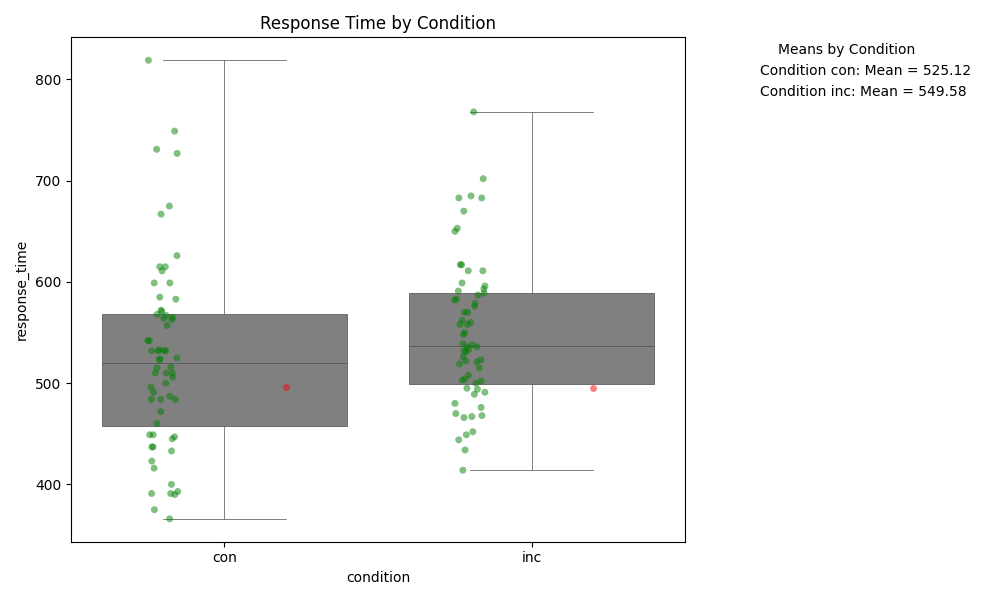 Response Time by Condition
Means by Condition
Condition con: Mean = 525.12
Condition inc: Mean = 549.58
800
700
600
500
400
response_time
con
inc
condition